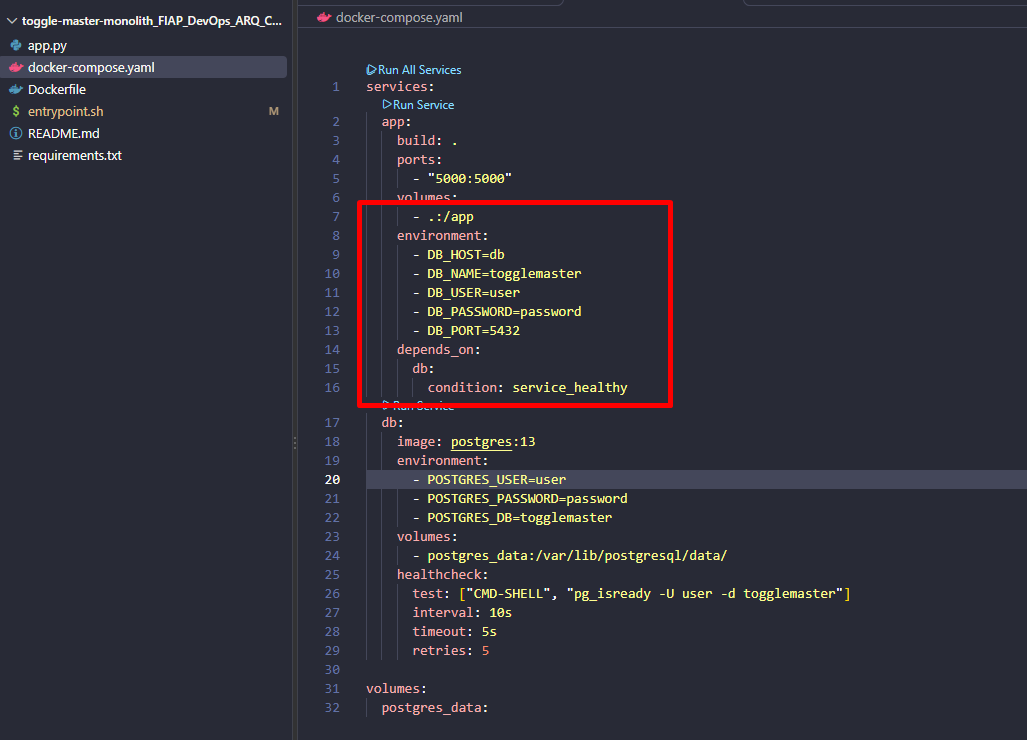 toggle-master-monolith_FIAP_DevOps_ARQ_C...
app.py
docker-compose.yaml
Dockerfile
entrypoint.sh M
README.md
requirements.txt
docker-compose.yaml
Run All Services
1 services:
Run Service
2 app:
3 build: .
4 ports:
5 - "5000:5000"
6 volumes:
7 - .:/app
8 environment:
9 - DB_HOST=db
10 - DB_NAME=togglemaster
11 - DB_USER=user
12 - DB_PASSWORD=password
13 - DB_PORT=5432
14 depends_on:
15 db:
16 condition: service_healthy
Run Service
17 db:
18 image: postgres:13
19 environment:
20 - POSTGRES_USER=user
21 - POSTGRES_PASSWORD=password
22 - POSTGRES_DB=togglemaster
23 volumes:
24 - postgres_data:/var/lib/postgresql/data/
25 healthcheck:
26 test: ["CMD-SHELL", "pg_isready -U user -d togglemaster"]
27 interval: 10s
28 timeout: 5s
29 retries: 5
30
31 volumes:
32 postgres_data: